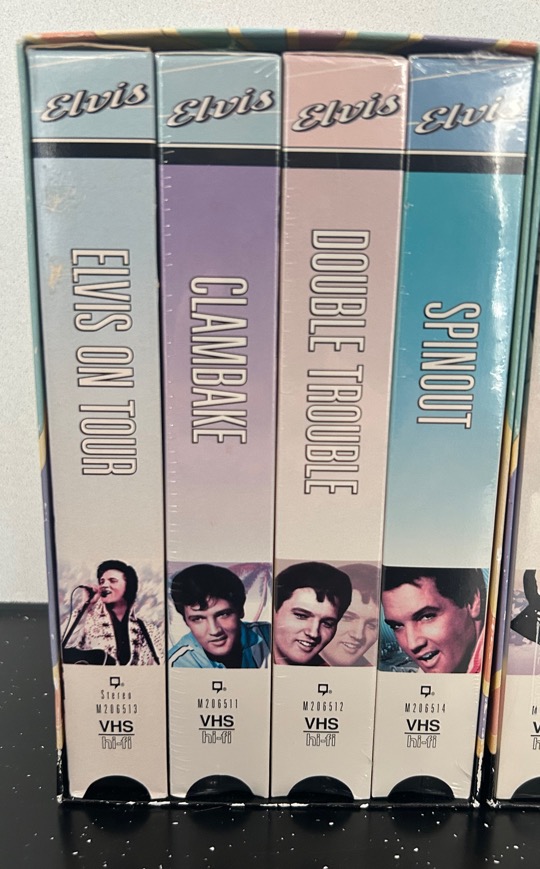 Elvis
ELVIS ON TOUR
Stereo
M206513
VHS
hi-fi
Elvis
CLAMBAKE
M206511
VHS
hi-fi
Elvis
DOUBLE TROUBLE
M206512
VHS
hi-fi
Elvis
SPINOUT
M206514
VHS
hi-fi